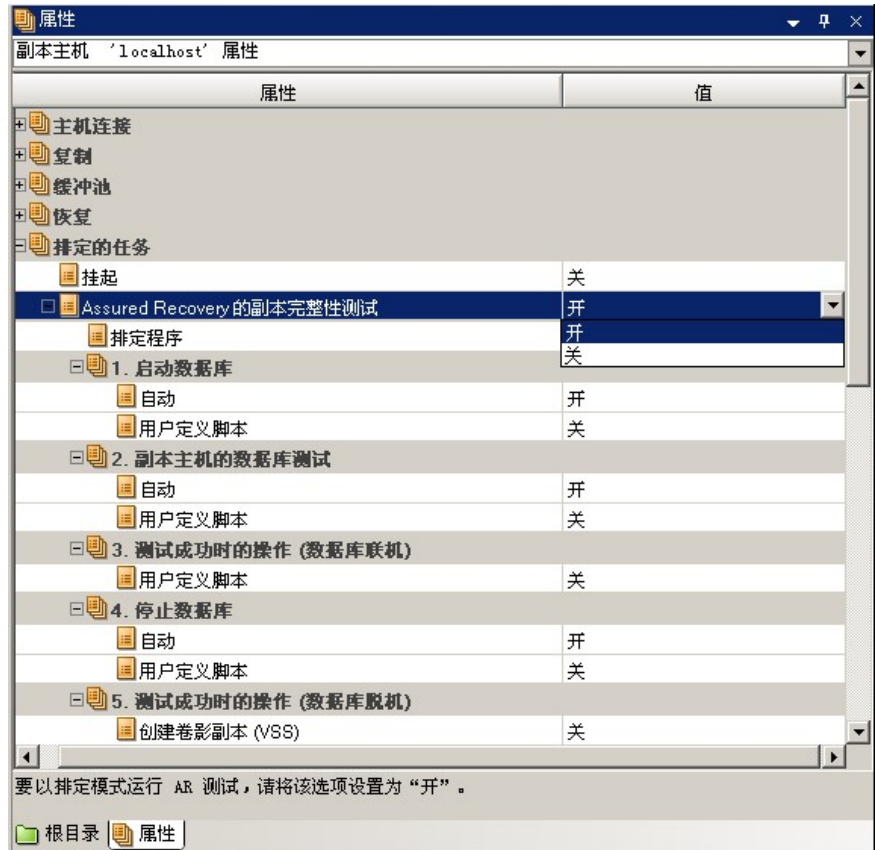 属性
副本主机 'localhost' 属性
属性 值
主机连接
复制
缓冲池
恢复
排定的任务
挂起 关
Assured Recovery 的副本完整性测试 开
排定程序 开
关
1. 启动数据库
自动 开
用户定义脚本 关
2. 副本主机的数据库测试
自动 开
用户定义脚本 关
3. 测试成功时的操作 (数据库联机)
用户定义脚本 关
4. 停止数据库
自动 开
用户定义脚本 关
5. 测试成功时的操作 (数据库脱机)
创建卷影副本 (VSS) 关
要以排定模式运行 AR 测试，请将该选项设置为“开”。
根目录 属性